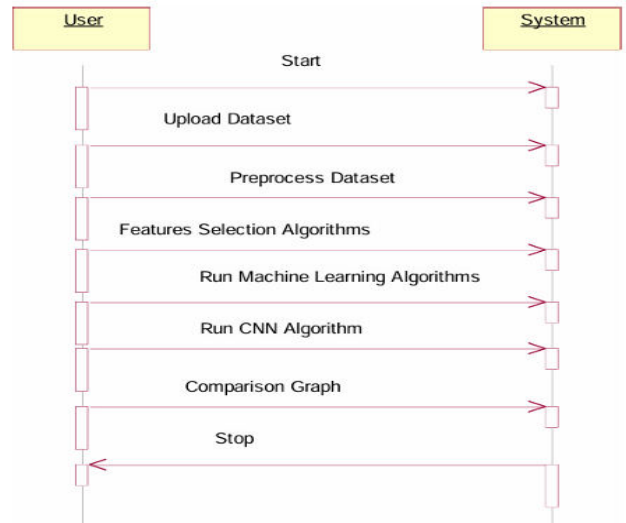 User
System
Start
Upload Dataset
Preprocess Dataset
Features Selection Algorithms
Run Machine Learning Algorithms
Run CNN Algorithm
Comparison Graph
Stop